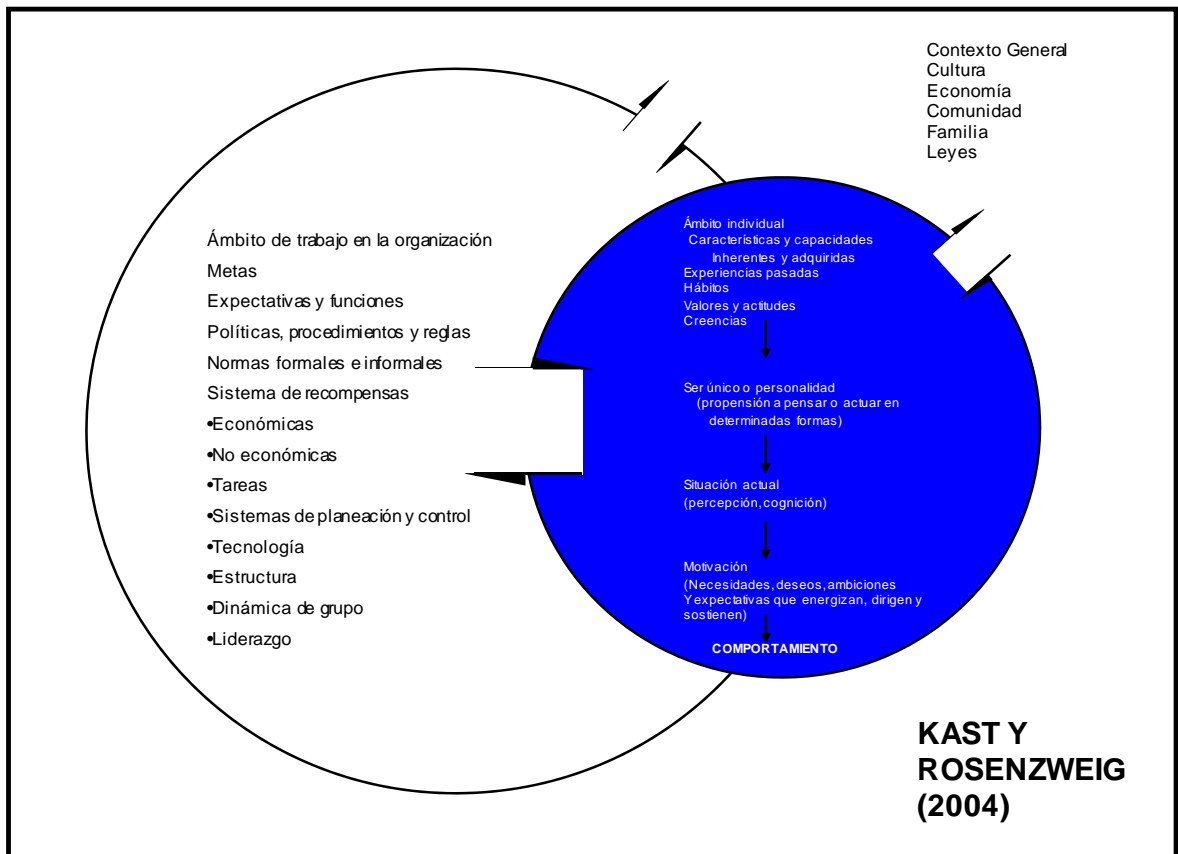 Contexto General
Cultura
Economía
Comunidad
Familia
Leyes
Ámbito de trabajo en la organización
Metas
Expectativas y funciones
Políticas, procedimientos y reglas
Normas formales e informales
Sistema de recompensas
•Económicas
•No económicas
•Tareas
•Sistemas de planeación y control
•Tecnología
•Estructura
•Dinámica de grupo
•Liderazgo
Ámbito individual
Características y capacidades
Inherentes y adquiridas
Experiencias pasadas
Hábitos
Valores y actitudes
Creencias
Ser único o personalidad
(propensión a pensar o actuar en
determinadas formas)
Situación actual
(percepción, cognición)
Motivación
(Necesidades, deseos, ambiciones
Y expectativas que energizan, dirigen y
sostienen)
COMPORTAMIENTO
KAST Y
ROSENZWEIG
(2004)